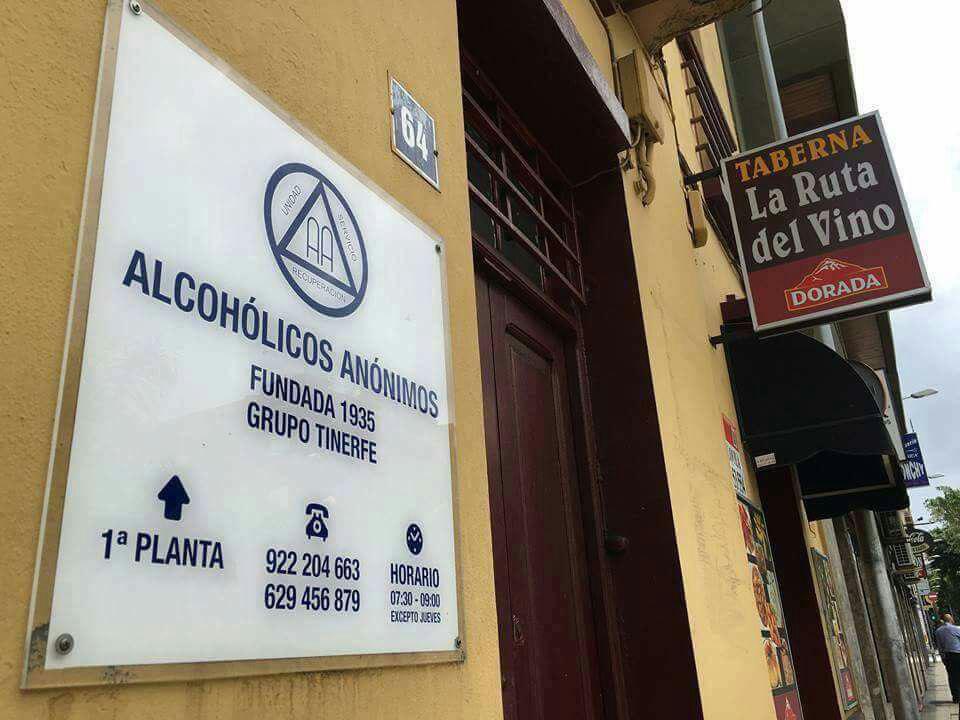 UNIDAD
SERVICIO
RECUPERACIÓN
AA
ALCOHÓLICOS ANÓNIMOS
FUNDADA 1935
GRUPO TINERFE
1ª PLANTA
922 204 663
629 456 879
HORARIO
07:30 - 09:00
EXCEPTO JUEVES
64
TABERNA
La Ruta
del Vino
DORADA